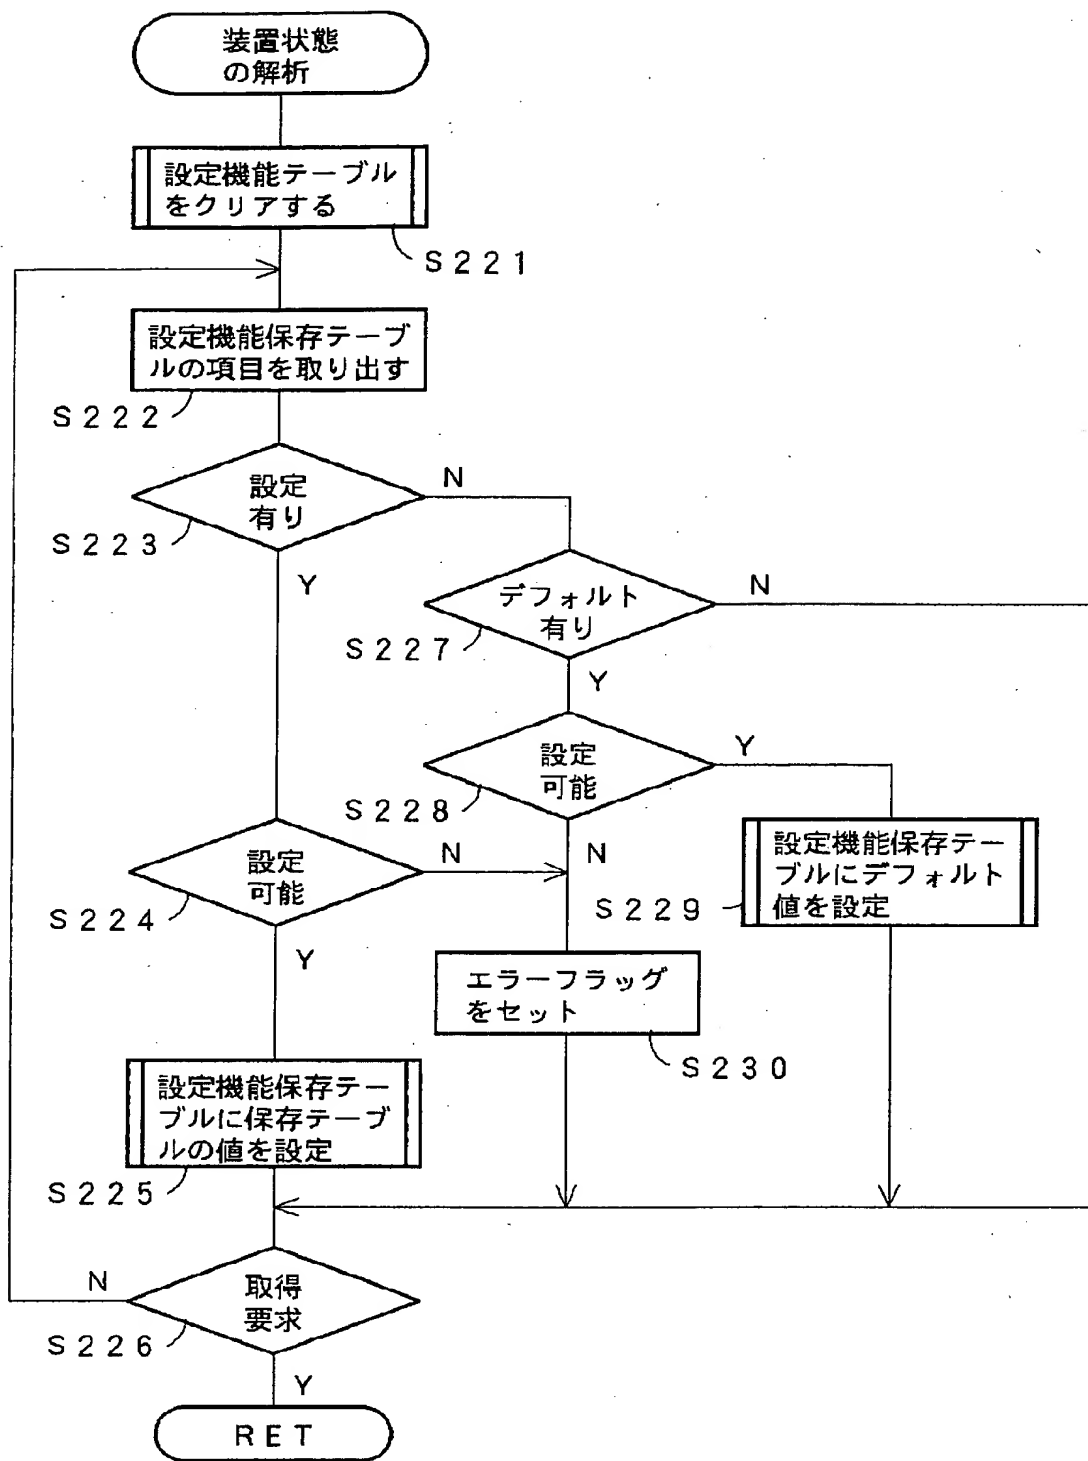 装置状態
の解析
設定機能テーブル
をクリアする
S221
設定機能保存テーブ
ルの項目を取り出す
S222
設定
有り
N
S223
Y
デフォルト
有り
N
S227
Y
設定
可能
Y
S228
N
設定
可能
N
S224
Y
設定機能保存テー
ブルにデフォルト
値を設定
S229
エラーフラッグ
をセット
S230
設定機能保存テー
ブルに保存テーブ
ルの値を設定
S225
取得
要求
N
S226
Y
RET